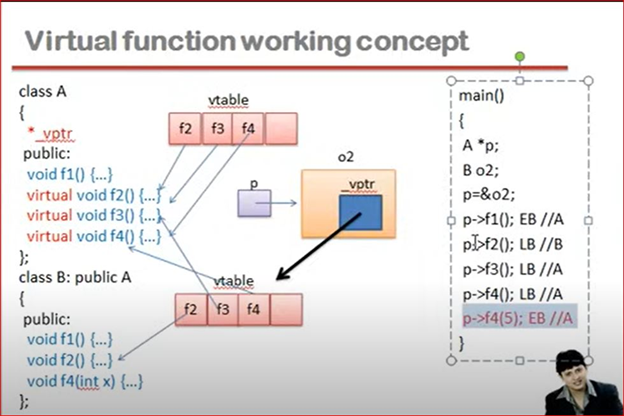 Virtual function working concept
class A
{
*_vptr
public:
void f1() {...}
virtual void f2() {...}
virtual void f3() {...}
virtual void f4() {...}
};
class B: public A
{
public:
void f1() {...}
void f2() {...}
void f4(int x) {...}
};
vtable
f2 f3 f4
p
o2
_vptr
vtable
f2 f3 f4
main()
{
A *p;
B o2;
p=&o2;
p->f1(); EB //A
p->f2(); LB //B
p->f3(); LB //A
p->f4(); LB //A
p->f4(5); EB //A
}